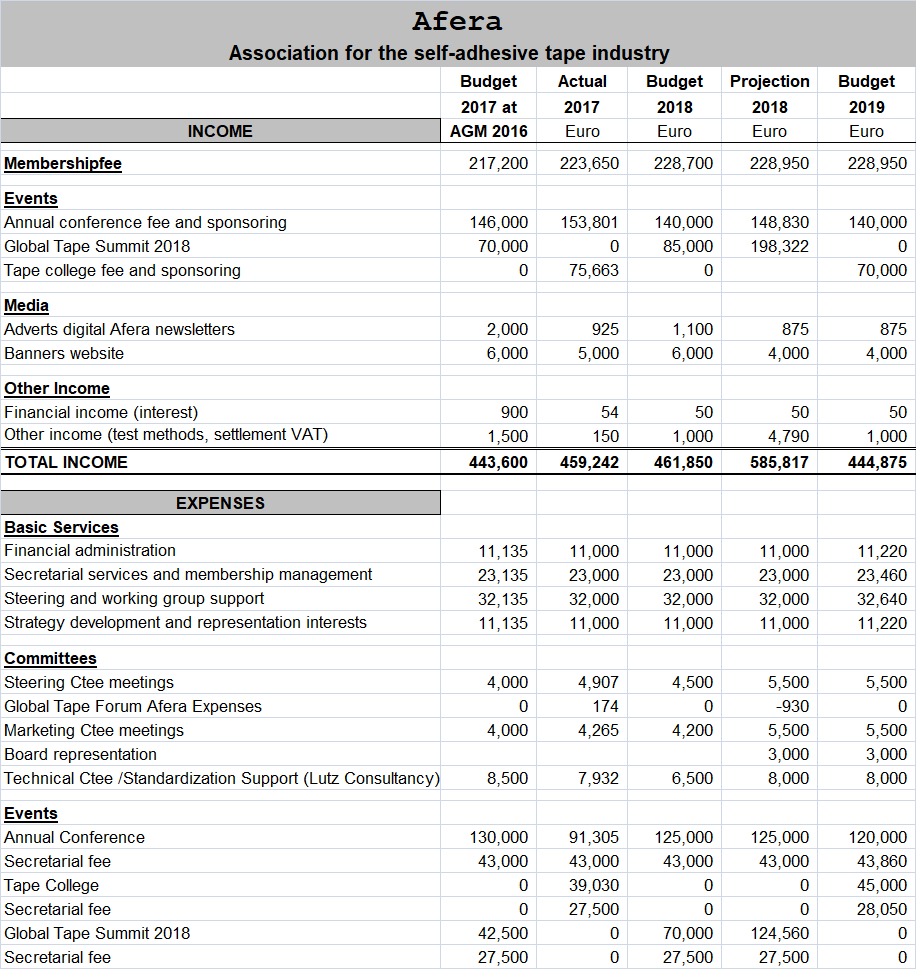 Afera
Association for the self-adhesive tape industry
Budget Actual Budget Projection Budget
2017 at 2017 2018 2018 2019
INCOME AGM 2016 Euro Euro Euro Euro
Membershipfee 217,200 223,650 228,700 228,950 228,950
Events
Annual conference fee and sponsoring 146,000 153,801 140,000 148,830 140,000
Global Tape Summit 2018 70,000 0 85,000 198,322 0
Tape college fee and sponsoring 0 75,663 0 70,000
Media
Adverts digital Afera newsletters 2,000 925 1,100 875 875
Banners website 6,000 5,000 6,000 4,000 4,000
Other Income
Financial income (interest) 900 54 50 50 50
Other income (test methods, settlement VAT) 1,500 150 1,000 4,790 1,000
TOTAL INCOME 443,600 459,242 461,850 585,817 444,875
EXPENSES
Basic Services
Financial administration 11,135 11,000 11,000 11,000 11,220
Secretarial services and membership management 23,135 23,000 23,000 23,000 23,460
Steering and working group support 32,135 32,000 32,000 32,000 32,640
Strategy development and representation interests 11,135 11,000 11,000 11,000 11,220
Committees
Steering Ctee meetings 4,000 4,907 4,500 5,500 5,500
Global Tape Forum Afera Expenses 0 174 0 -930 0
Marketing Ctee meetings 4,000 4,265 4,200 5,500 5,500
Board representation 3,000 3,000
Technical Ctee /Standardization Support (Lutz Consultancy) 8,500 7,932 6,500 8,000 8,000
Events
Annual Conference 130,000 91,305 125,000 125,000 120,000
Secretarial fee 43,000 43,000 43,000 43,000 43,860
Tape College 0 39,030 0 0 45,000
Secretarial fee 0 27,500 0 0 28,050
Global Tape Summit 2018 42,500 0 70,000 124,560 0
Secretarial fee 27,500 0 27,500 27,500 0